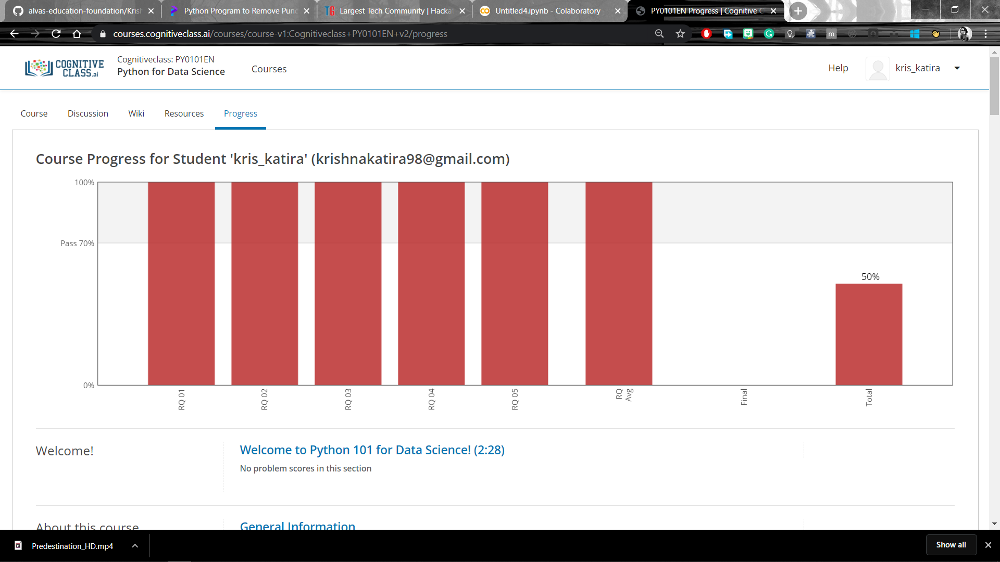 alvas-education-foundation/Krish
Python Program to Remove Punc
Largest Tech Community | Hackat
Untitled4.ipynb - Colaboratory
PY0101EN Progress | Cognitive C
courses.cognitiveclass.ai/courses/course-v1:Cognitiveclass+PY0101EN+v2/progress
COGNITIVE
CLASS.ai
Cognitiveclass: PY0101EN
Python for Data Science
Courses
Help
kris_katira
Course
Discussion
Wiki
Resources
Progress
Course Progress for Student 'kris_katira' (krishnakatira98@gmail.com)
100%
Pass 70%
50%
0%
RQ 01
RQ 02
RQ 03
RQ 04
RQ 05
RQ
Avg
Final
Total
Welcome!
Welcome to Python 101 for Data Science! (2:28)
No problem scores in this section
About this course
General Information
Predestination_HD.mp4
Show all